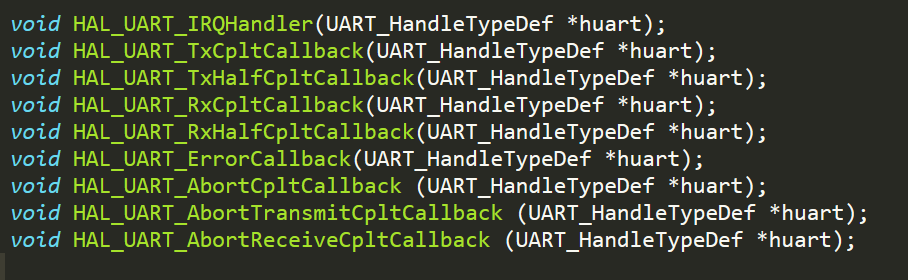 void HAL_UART_IRQHandler(UART_HandleTypeDef *huart);
void HAL_UART_TxCpltCallback(UART_HandleTypeDef *huart);
void HAL_UART_TxHalfCpltCallback(UART_HandleTypeDef *huart);
void HAL_UART_RxCpltCallback(UART_HandleTypeDef *huart);
void HAL_UART_RxHalfCpltCallback(UART_HandleTypeDef *huart);
void HAL_UART_ErrorCallback(UART_HandleTypeDef *huart);
void HAL_UART_AbortCpltCallback (UART_HandleTypeDef *huart);
void HAL_UART_AbortTransmitCpltCallback (UART_HandleTypeDef *huart);
void HAL_UART_AbortReceiveCpltCallback (UART_HandleTypeDef *huart);